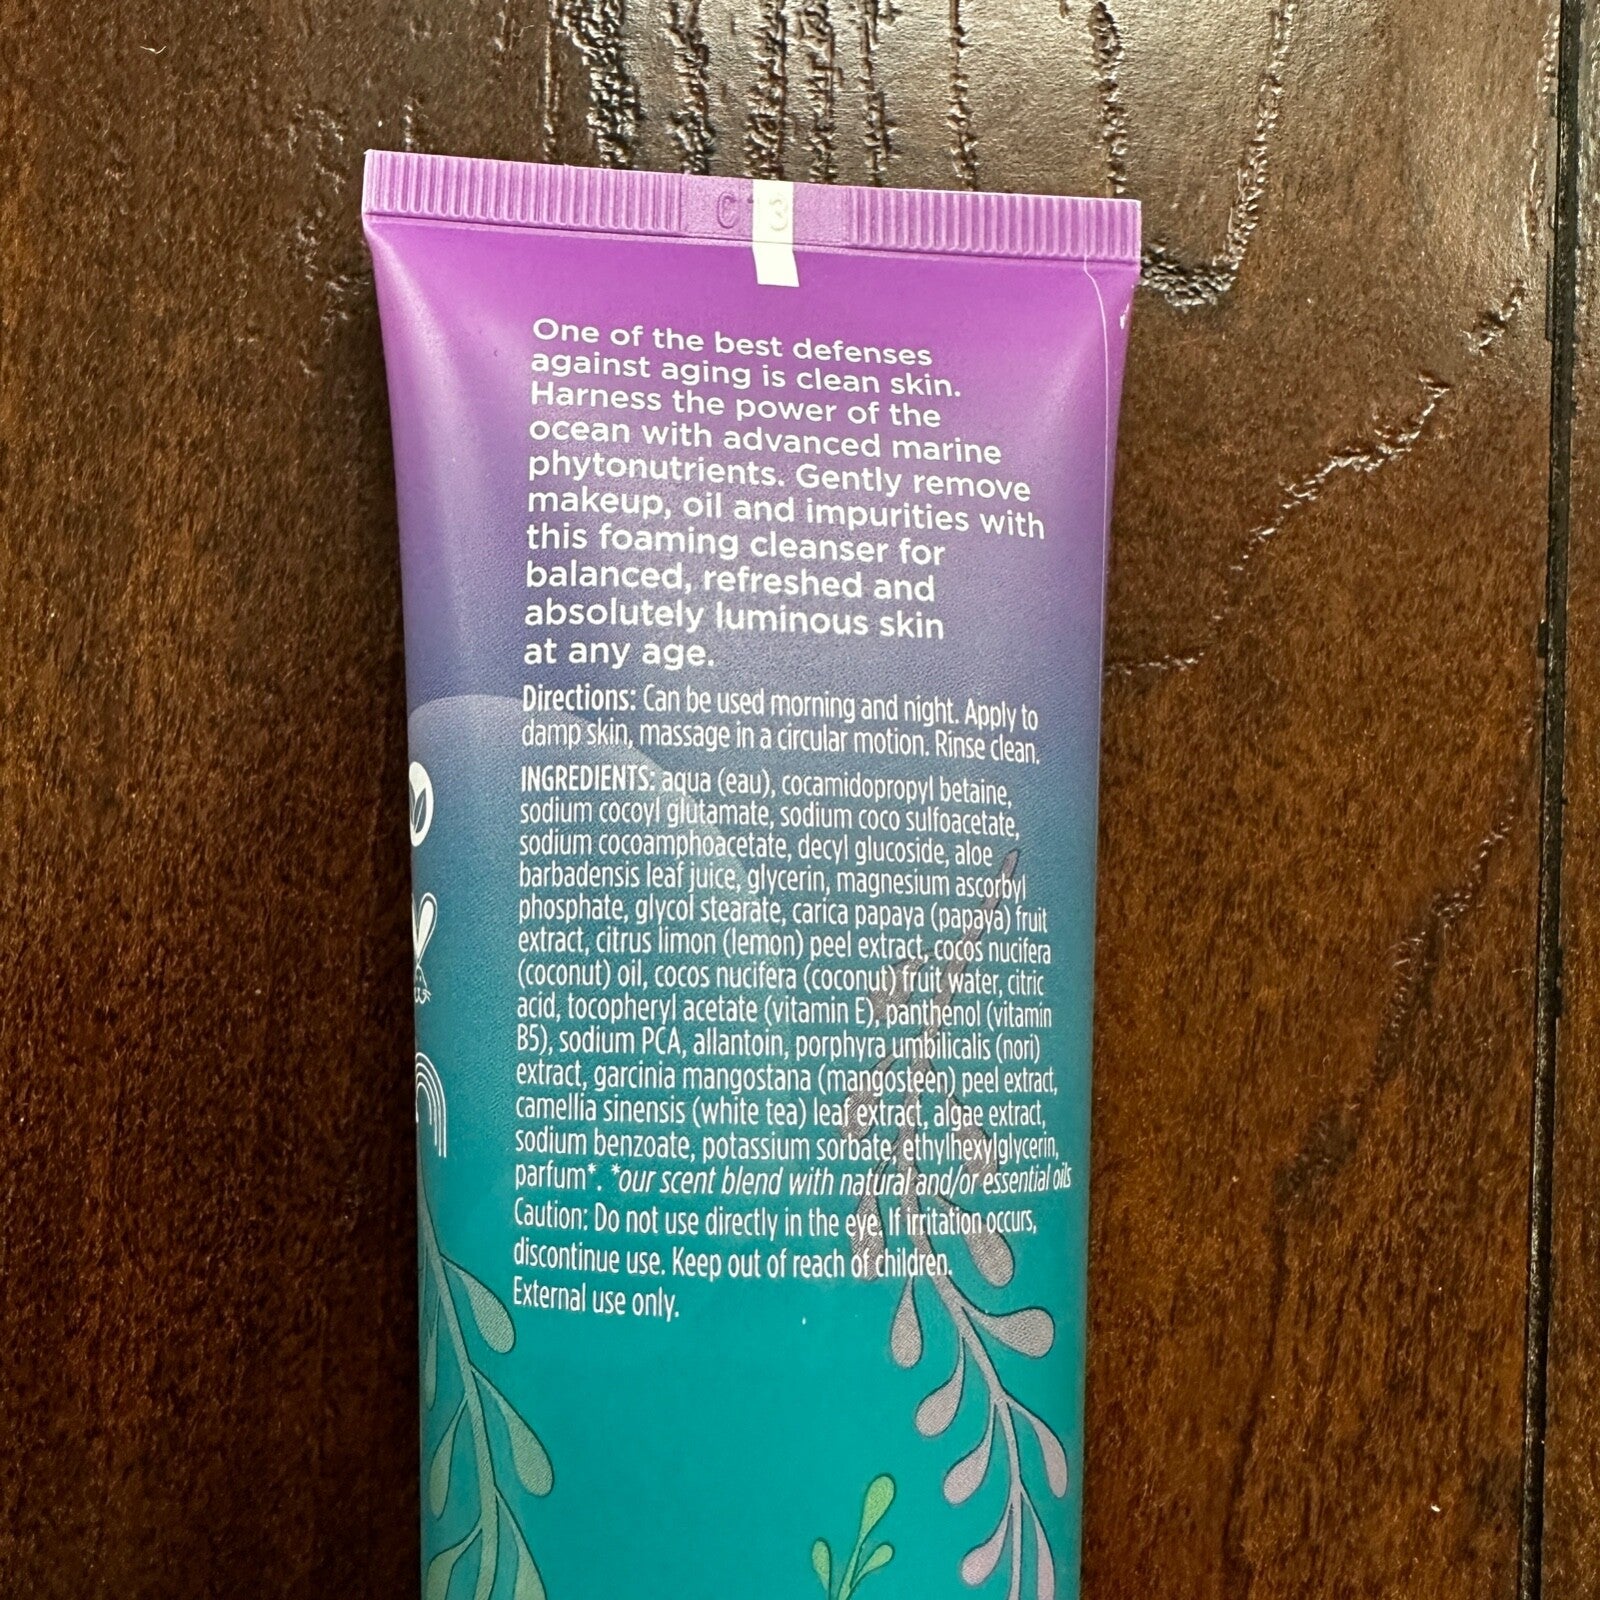 One of the best defenses
against aging is clean skin.
Harness the power of the
ocean with advanced marine
phytonutrients. Gently remove
makeup, oil and impurities with
this foaming cleanser for
balanced, refreshed and
absolutely luminous skin
at any age.
Directions: Can be used morning and night. Apply to
damp skin, massage in a circular motion. Rinse clean.
INGREDIENTS: aqua (eau), cocamidopropyl betaine,
sodium cocoyl glutamate, sodium coco sulfoacetate,
sodium cocoamphoacetate, decyl glucoside, aloe
barbadensis leaf juice, glycerin, magnesium ascorbyl
phosphate, glycol stearate, carica papaya (papaya) fruit
extract, citrus limon (lemon) peel extract, cocos nucifera
(coconut) oil, cocos nucifera (coconut) fruit water, citric
acid, tocopheryl acetate (vitamin E), panthenol (vitamin
B5), sodium PCA, allantoin, porphyra umbilicalis (nori)
extract, garcinia mangostana (mangosteen) peel extract,
camellia sinensis (white tea) leaf extract, algae extract,
sodium benzoate, potassium sorbate, ethylhexylglycerin,
parfum*. *our scent blend with natural and/or essential oils
Caution: Do not use directly in the eye. If irritation occurs,
discontinue use. Keep out of reach of children.
External use only.